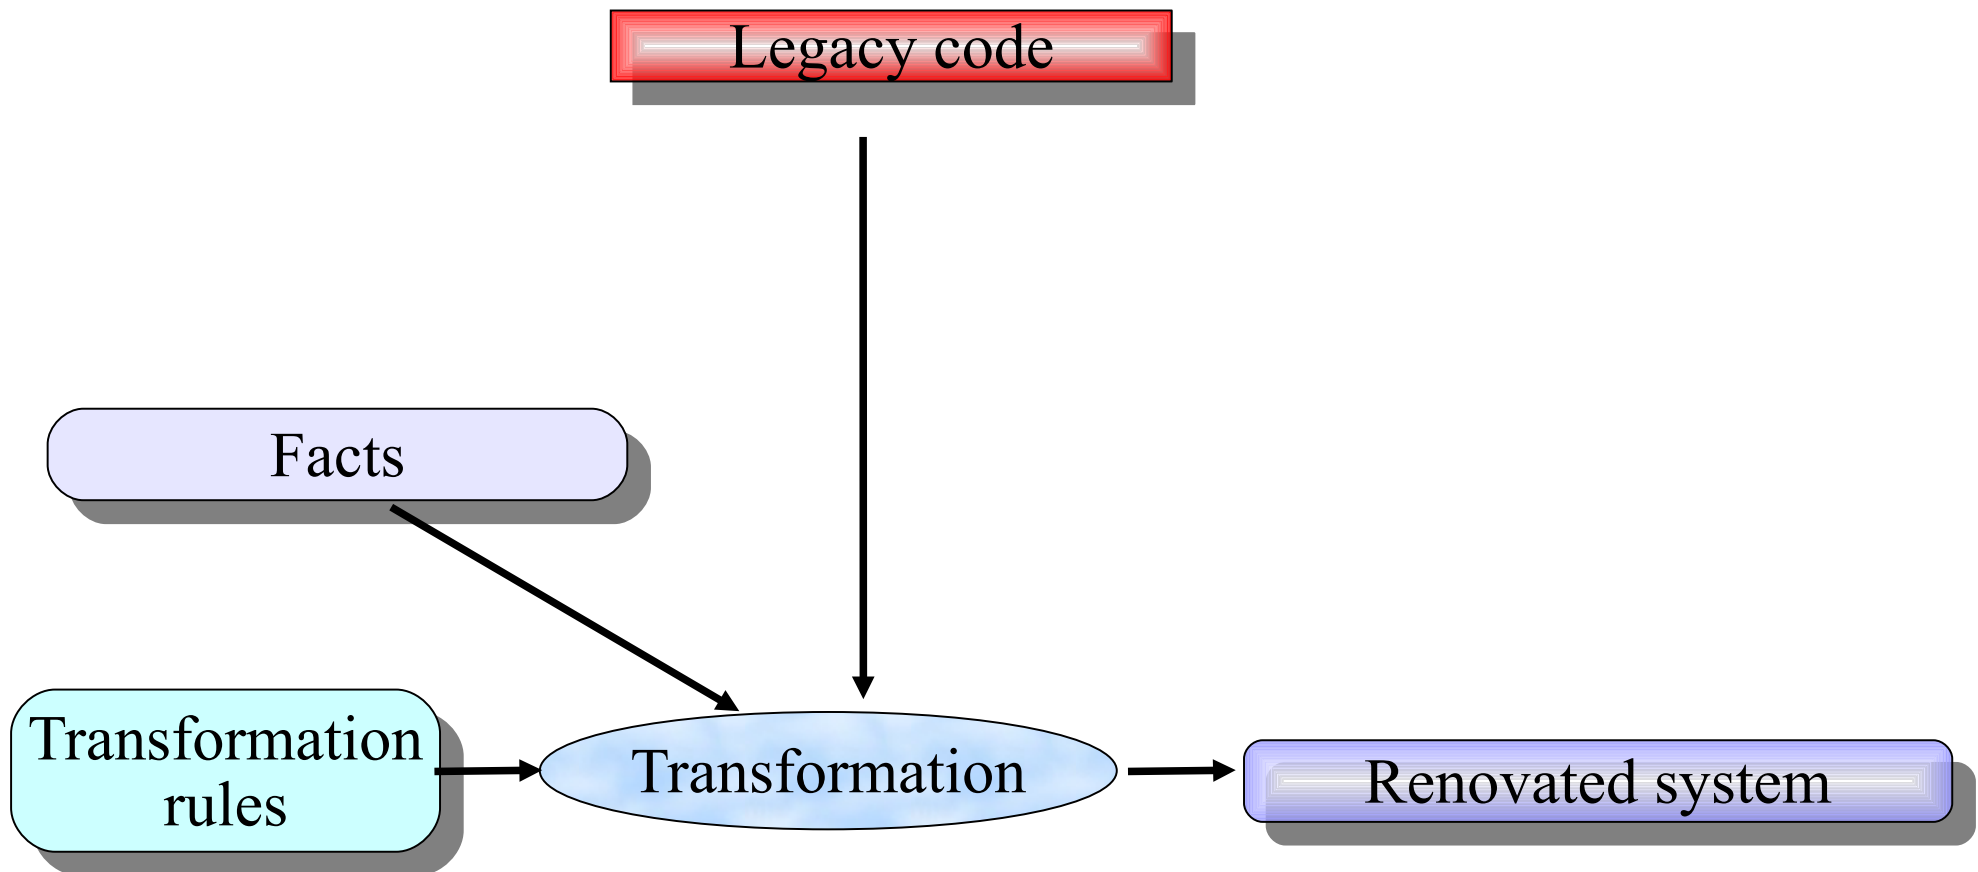 Legacy code
Facts
Transformation
rules
Transformation
Renovated system